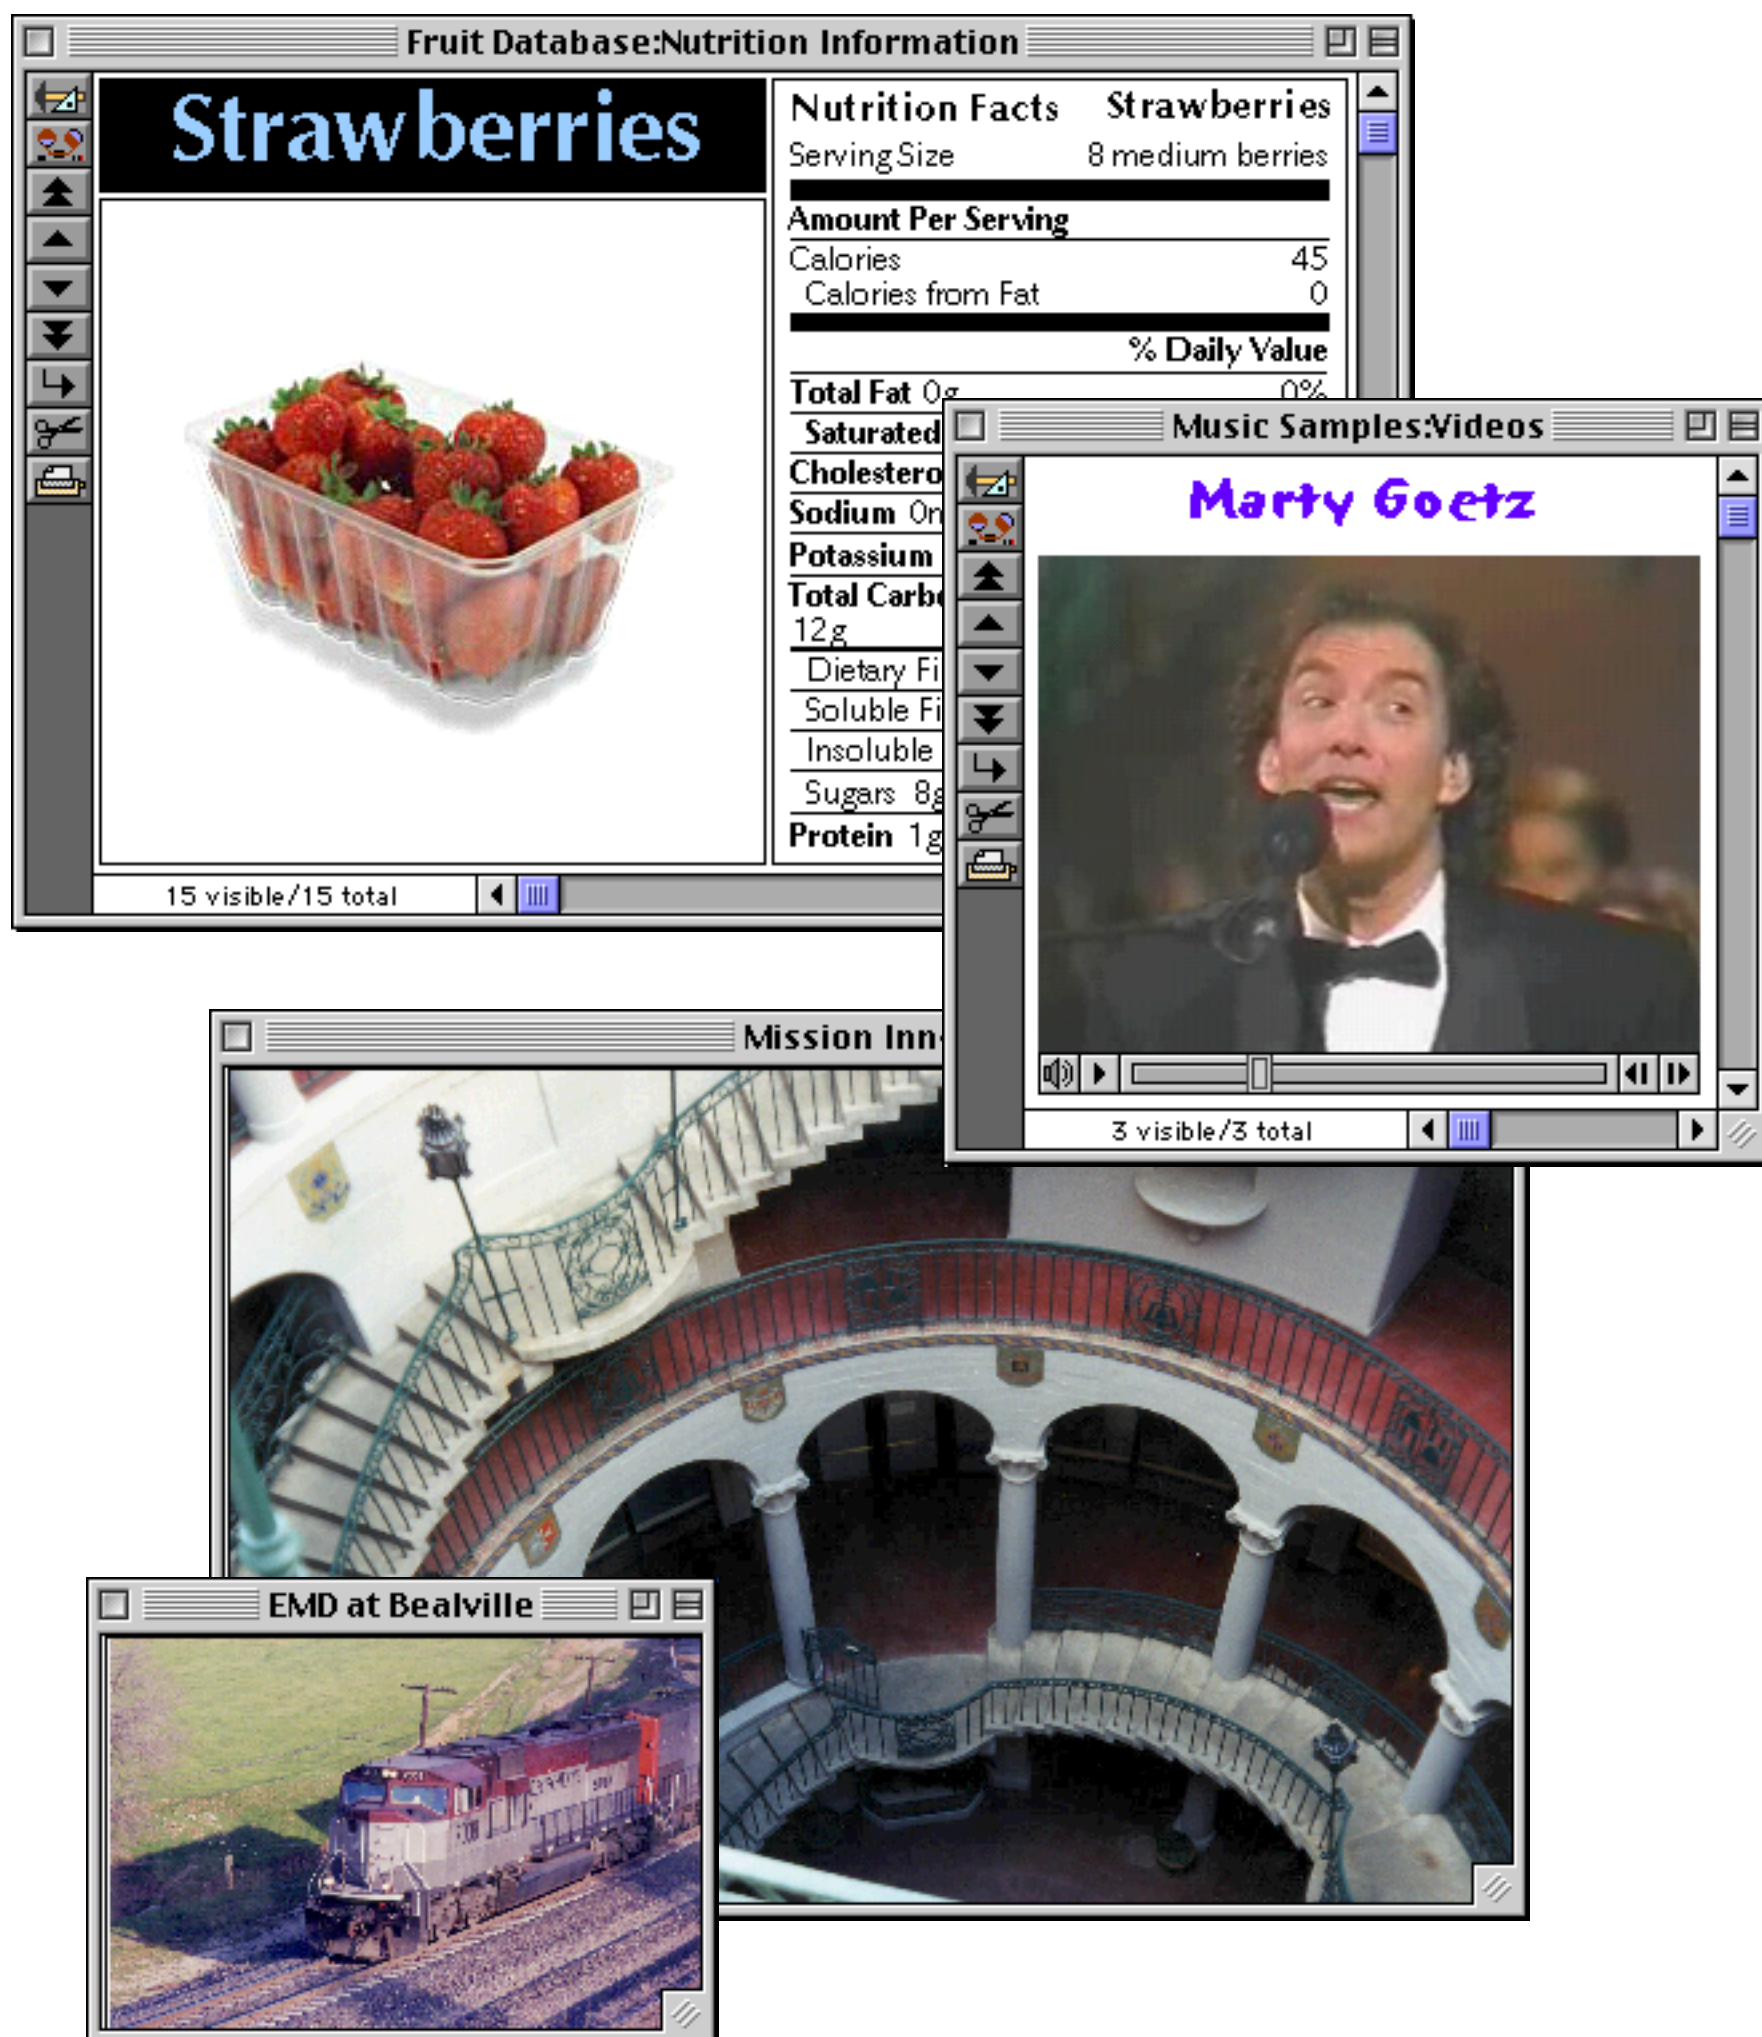 Fruit Database:Nutrition Information
Strawberries
Nutrition Facts Strawberries
Serving Size 8 medium berries
Amount Per Serving
Calories 45
Calories from Fat 0
% Daily Value
Total Fat 0g 0%
Saturated
Cholestero
Sodium 0
Potassium
Total Carb
12g
Dietary Fi
Soluble Fi
Insoluble
Sugars 8g
Protein 1g
15 visible/15 total
Music Samples:Videos
Marty Goetz
3 visible/3 total
Mission Inn
EMD at Bealville